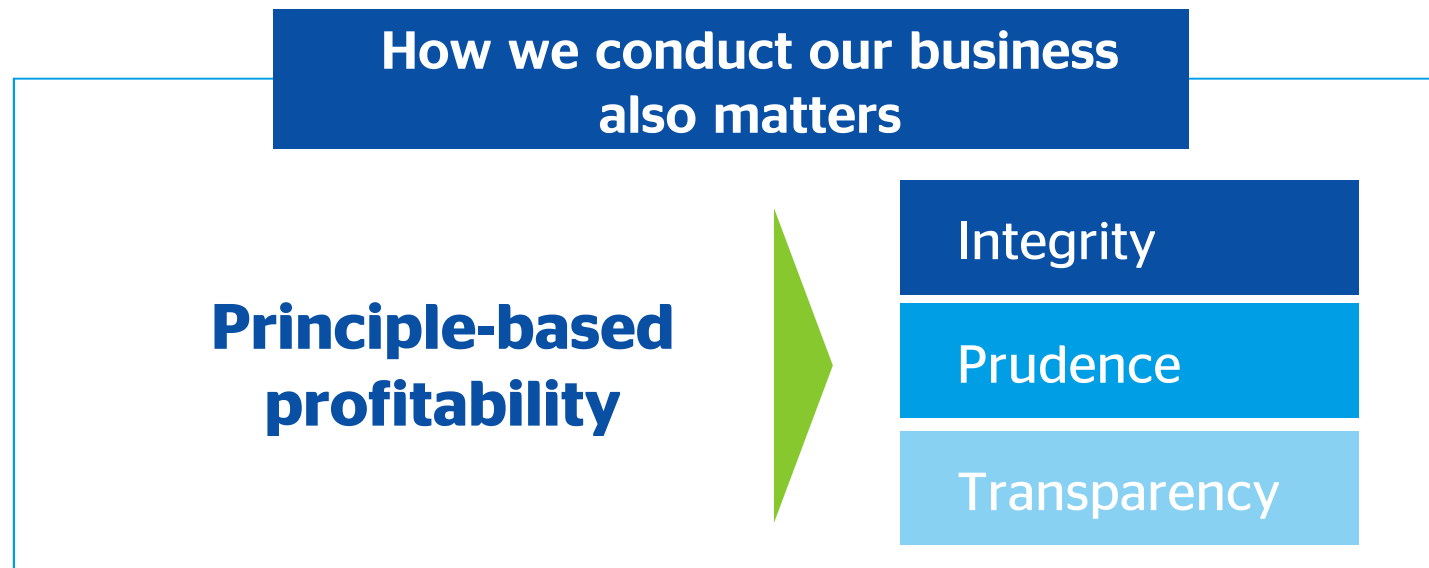 How we conduct our business
also matters
Principle-based
profitability
Integrity
Prudence
Transparency